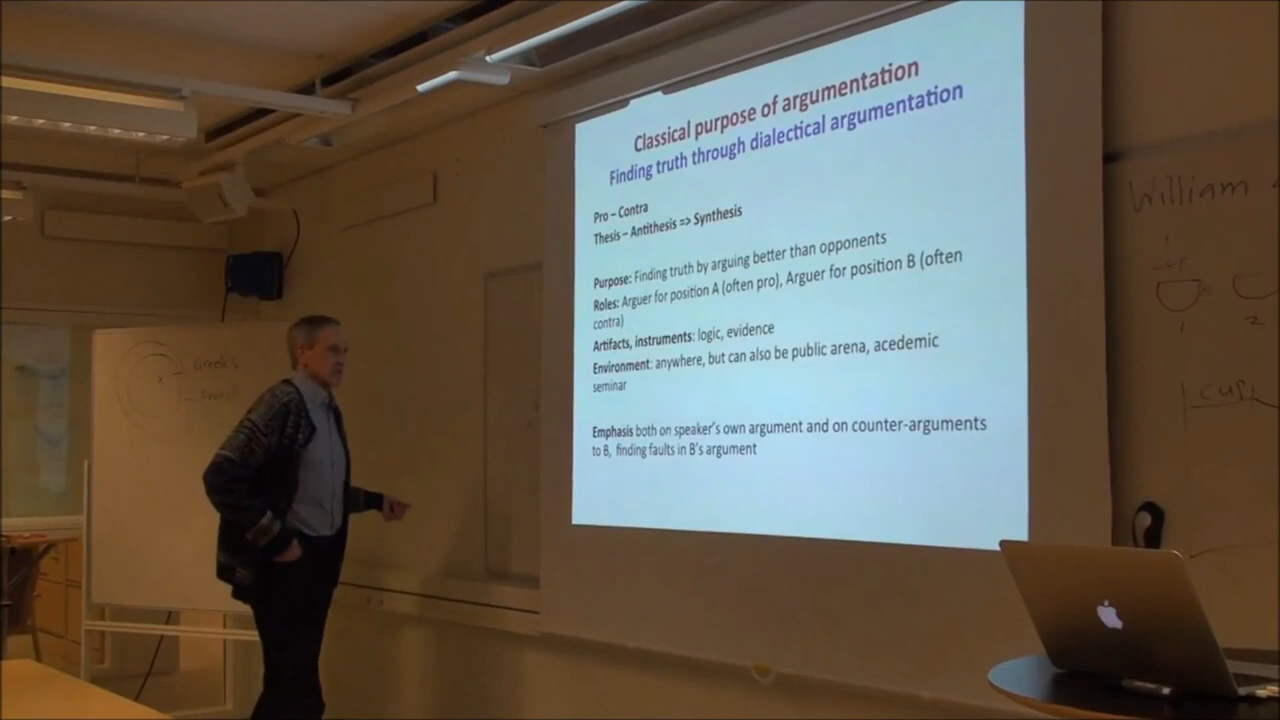 Classical purpose of argumentation
Finding truth through dialectical argumentation
Pro – Contra
Thesis – Antithesis => Synthesis
Purpose: Finding truth by arguing better than opponents
Roles: Arguer for position A (often pro), Arguer for position B (often
contra)
Artifacts, instruments: logic, evidence
Environment: anywhere, but can also be public arena, acedemic
seminar
Emphasis both on speaker's own argument and on counter-arguments
to B, finding faults in B's argument
Greeks
William
1 2
cup